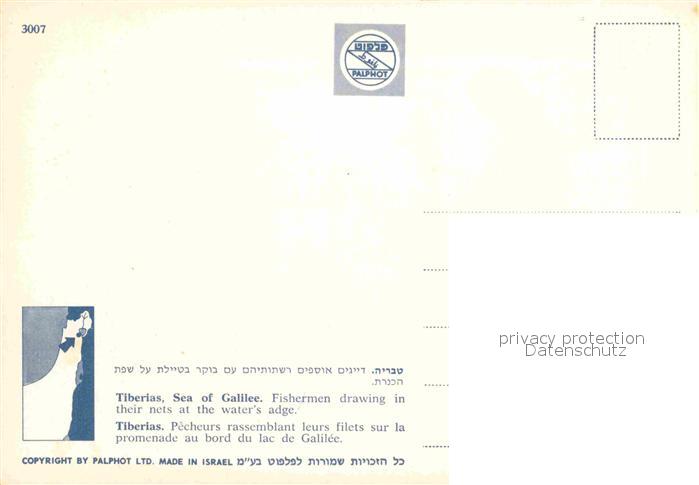 3007
פלפוט
PALPHOT
privacy protection
Datenschutz
טבריה. דייגים אוספים רשתותיהם עם בוקר בטיילת על שפת
הכנרת.
Tiberias, Sea of Galilee. Fishermen drawing in
their nets at the water's adge.
Tiberias. Pêcheurs rassemblant leurs filets sur la
promenade au bord du lac de Galilée.
COPYRIGHT BY PALPHOT LTD. MADE IN ISRAEL כל הזכויות שמורות לפלפוט בע"מ